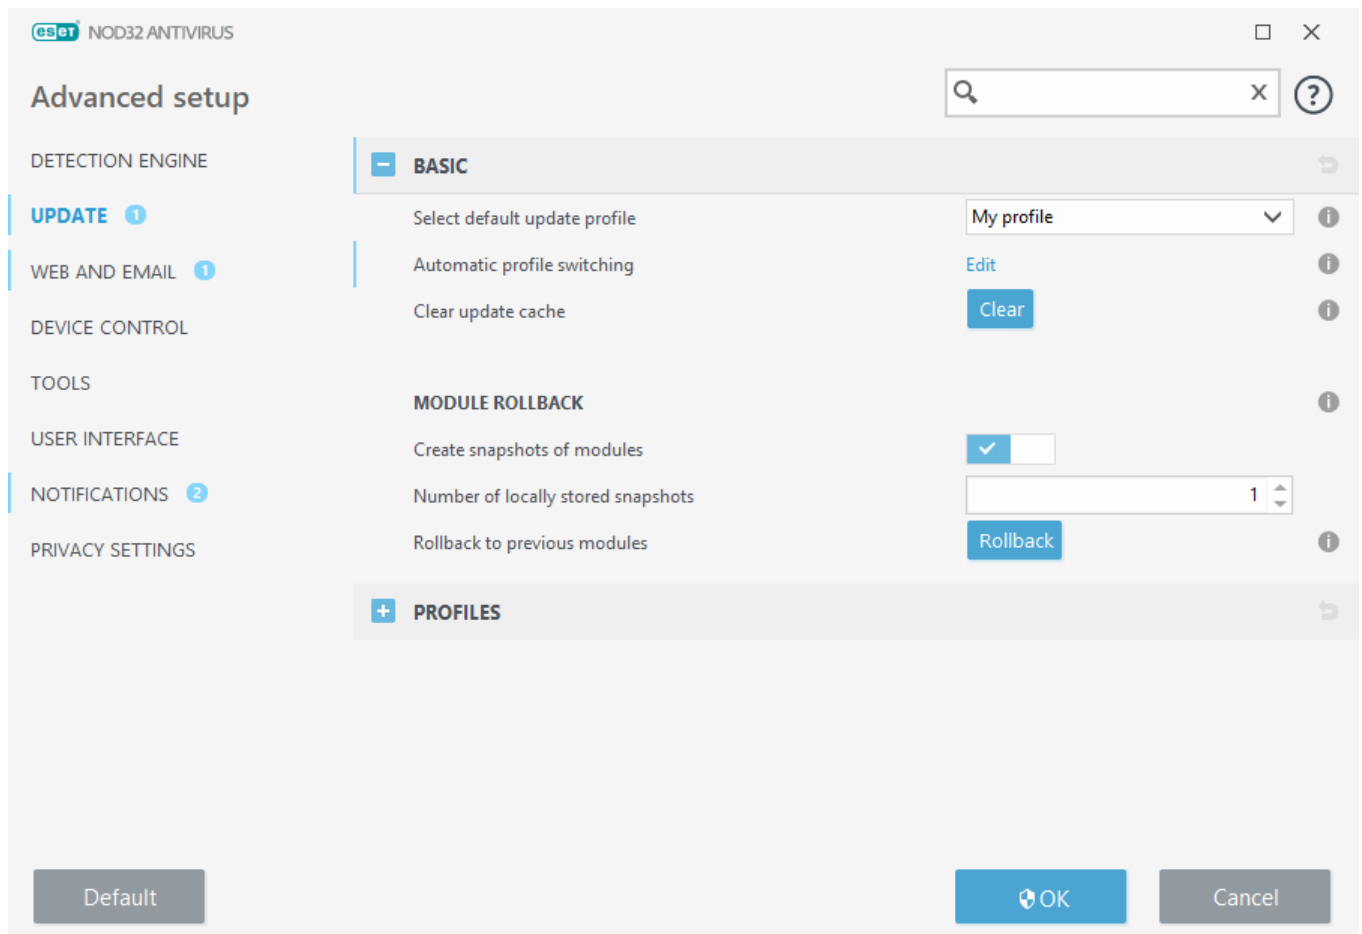 eset NOD32 ANTIVIRUS
Advanced setup
x
?
DETECTION ENGINE
UPDATE 1
WEB AND EMAIL 1
DEVICE CONTROL
TOOLS
USER INTERFACE
NOTIFICATIONS 2
PRIVACY SETTINGS
BASIC
Select default update profile My profile
Automatic profile switching Edit
Clear update cache Clear
MODULE ROLLBACK
Create snapshots of modules
Number of locally stored snapshots 1
Rollback to previous modules Rollback
PROFILES
Default
OK
Cancel